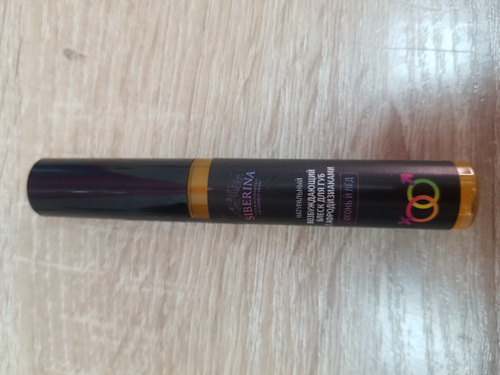 SIBERINA
НАТУРАЛЬНЫЙ
ВОЗБУЖДАЮЩИЙ
БЛЕСК ДЛЯ ГУБ
С АФРОДИЗИАКАМИ
ОГОНЬ И ЛЁД